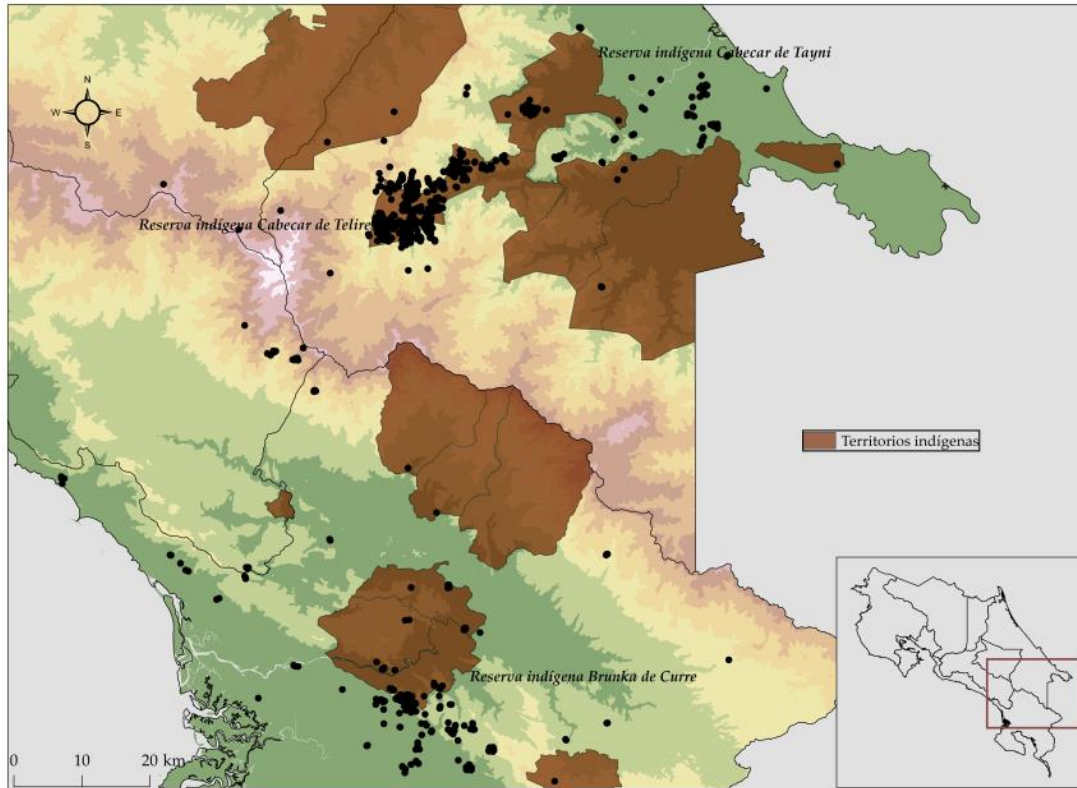 Reserva indígena Cabecar de Tayni
N
W E
S
Reserva indígena Cabecar de Telire
Territorios indígenas
Reserva indígena Brunka de Curre
0 10 20 km